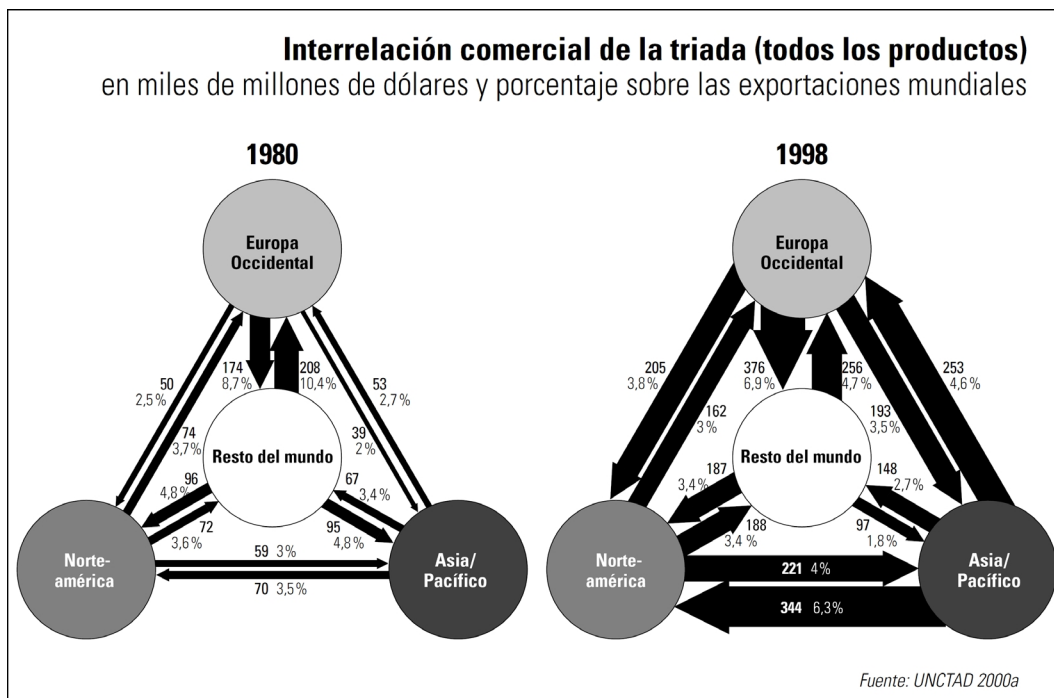 Interrelación comercial de la triada (todos los productos)
en miles de millones de dólares y porcentaje sobre las exportaciones mundiales
1980
Europa
Occidental
174
8,7 %
208
10,4 %
50
2,5 %
53
2,7 %
74
3,7 %
39
2 %
Resto del mundo
96
4,8 %
67
3,4 %
72
3,6 %
95
4,8 %
59 3 %
70 3,5 %
Norte-
américa
Asia/
Pacífico
1998
Europa
Occidental
205
3,8 %
376
6,9 %
256
4,7 %
253
4,6 %
162
3 %
193
3,5 %
Resto del mundo
187
3,4 %
148
2,7 %
188
3,4 %
97
1,8 %
221 4 %
344 6,3 %
Norte-
américa
Asia/
Pacífico
Fuente: UNCTAD 2000a